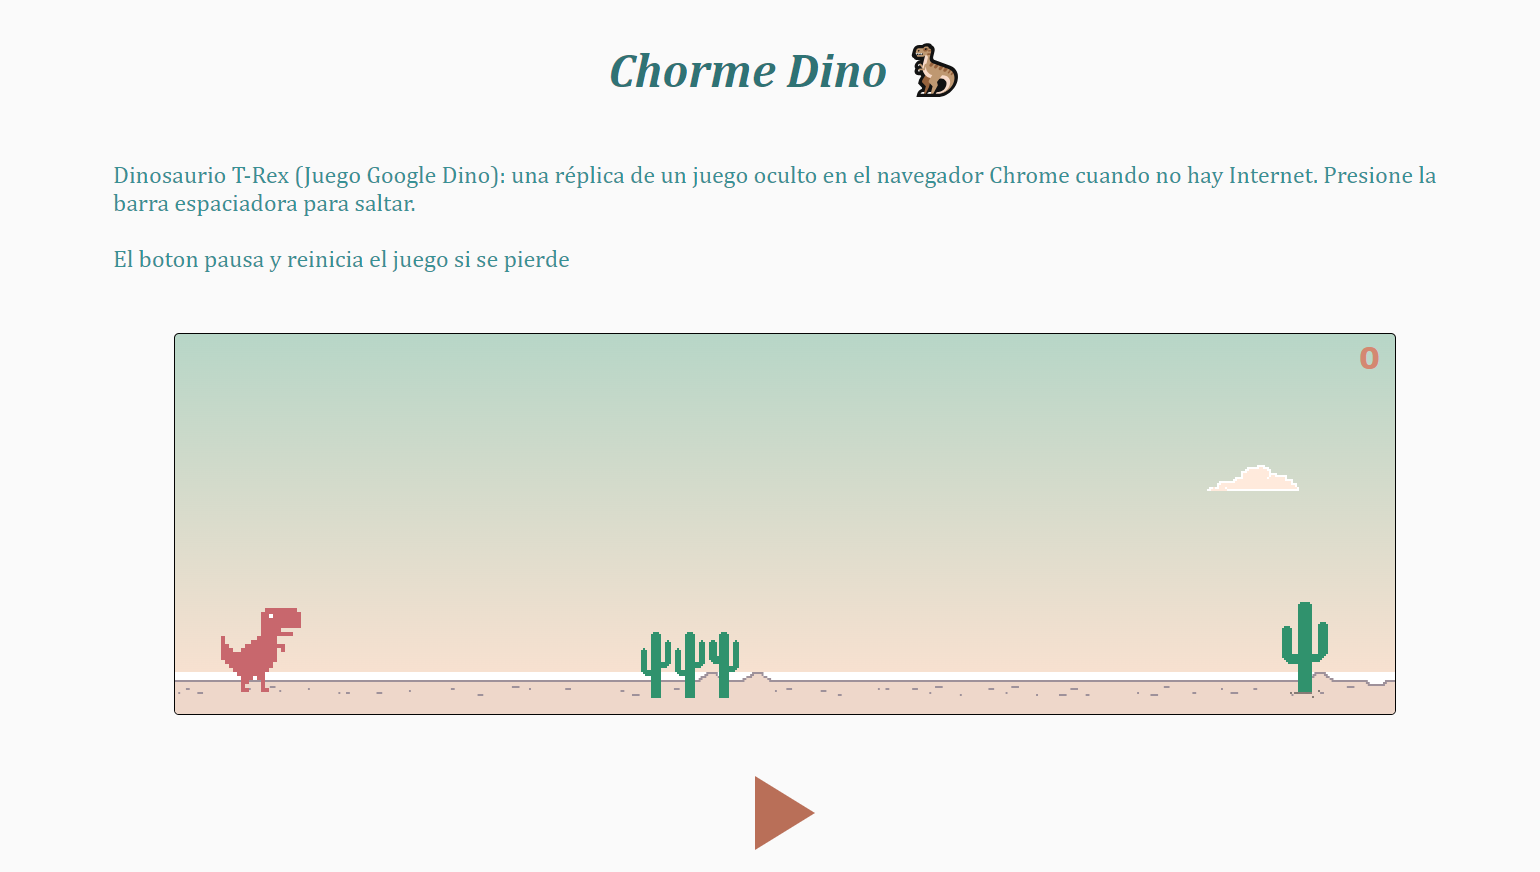 Chorme Dino
Dinosaurio T-Rex (Juego Google Dino): una réplica de un juego oculto en el navegador Chrome cuando no hay Internet. Presione la
barra espaciadora para saltar.
El boton pausa y reinicia el juego si se pierde
0